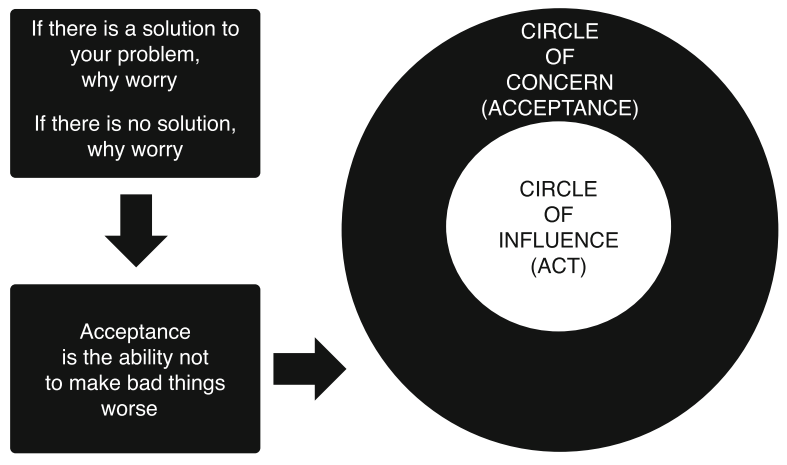 If there is a solution to
your problem,
why worry
If there is no solution,
why worry
Acceptance
is the ability not
to make bad things
worse
CIRCLE
OF
CONCERN
(ACCEPTANCE)
CIRCLE
OF
INFLUENCE
(ACT)